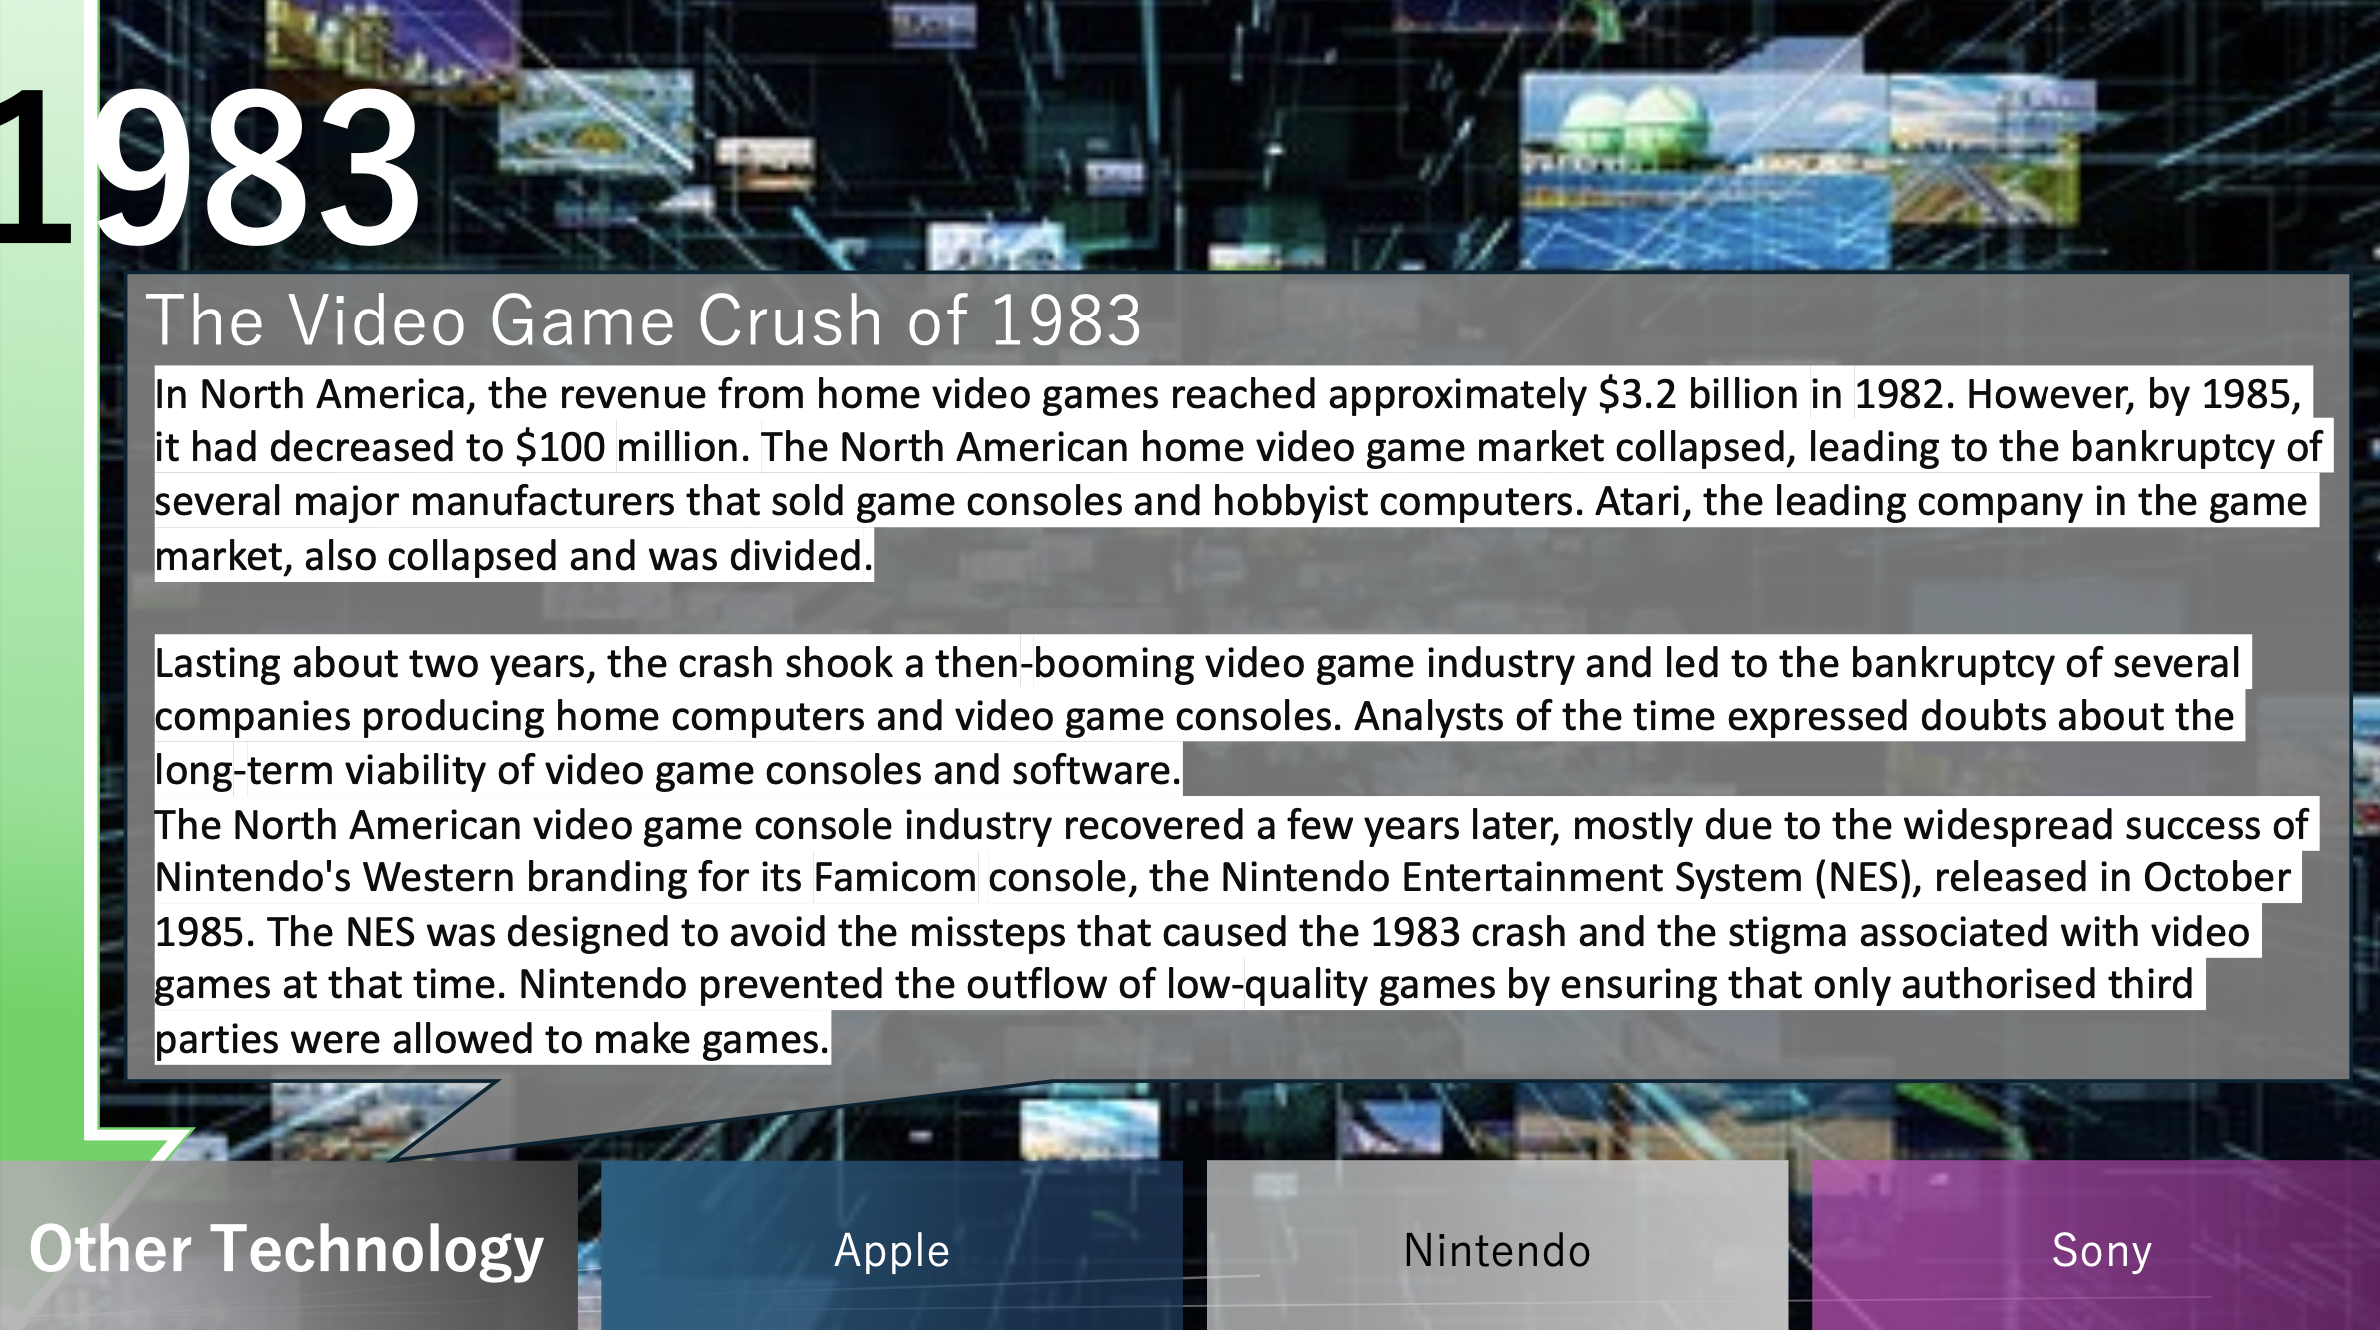 1983
The Video Game Crush of 1983
In North America, the revenue from home video games reached approximately $3.2 billion in 1982. However, by 1985,
it had decreased to $100 million. The North American home video game market collapsed, leading to the bankruptcy of
several major manufacturers that sold game consoles and hobbyist computers. Atari, the leading company in the game
market, also collapsed and was divided.
Lasting about two years, the crash shook a then-booming video game industry and led to the bankruptcy of several
companies producing home computers and video game consoles. Analysts of the time expressed doubts about the
long-term viability of video game consoles and software.
The North American video game console industry recovered a few years later, mostly due to the widespread success of
Nintendo's Western branding for its Famicom console, the Nintendo Entertainment System (NES), released in October
1985. The NES was designed to avoid the missteps that caused the 1983 crash and the stigma associated with video
games at that time. Nintendo prevented the outflow of low-quality games by ensuring that only authorised third
parties were allowed to make games.
Other Technology
Apple
Nintendo
Sony